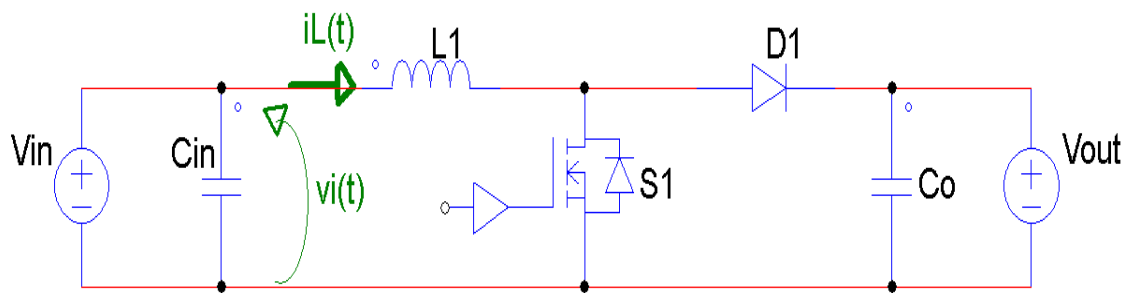 iL(t)
L1
D1
Vin
Cin
vi(t)
S1
Co
Vout